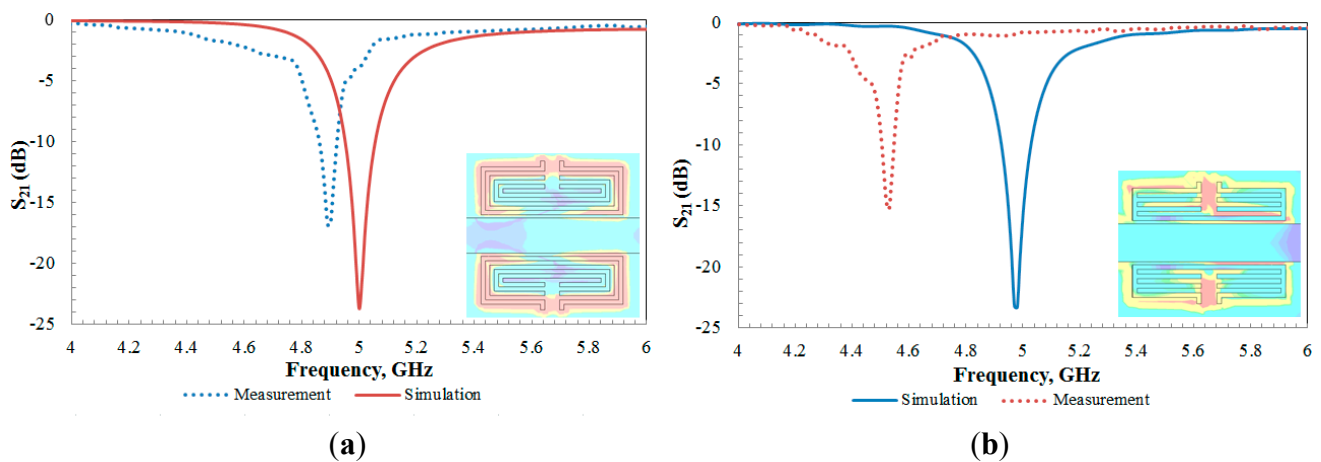 0
-5
-10
-15
-20
-25
S21 (dB)
4 4.2 4.4 4.6 4.8 5 5.2 5.4 5.6 5.8 6
Frequency, GHz
Measurement Simulation
(a)
0
-5
-10
-15
-20
-25
S21 (dB)
4 4.2 4.4 4.6 4.8 5 5.2 5.4 5.6 5.8 6
Frequency, GHz
Simulation Measurement
(b)